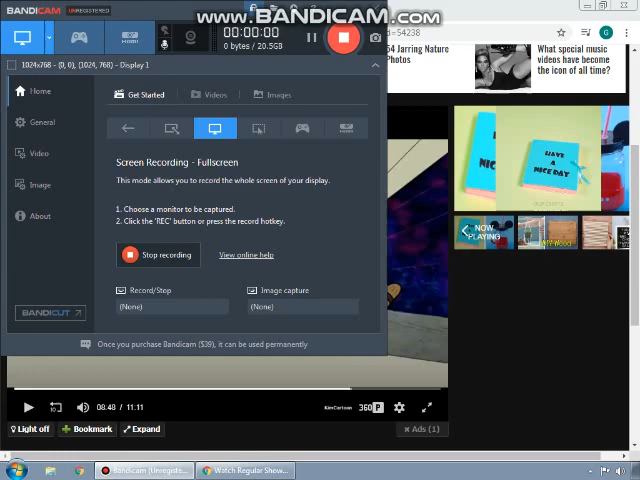 BANDICAM UNREGISTERED
www.BANDICAM.com
00:00:00
0 bytes / 20.5GB
1024x768 - (0, 0), (1024, 768) - Display 1
Home
General
Video
Image
About
BANDICUT
Get Started
Videos
Images
Screen Recording - Fullscreen
This mode allows you to record the whole screen of your display.
1. Choose a monitor to be captured.
2. Click the 'REC' button or press the record hotkey.
Stop recording
View online help
Record/Stop
(None)
Image capture
(None)
Once you purchase Bandicam ($39), it can be used permanently
d=54238
G
54 Jarring Nature
Photos
What special music
videos have become
the icon of all time?
HAVE
A
NICE DAY
NOW
PLAYING
DIY Wood
10
08.48 / 11.11
KimCartoon
360P
Light off
Bookmark
Expand
Ads (1)
Bandicam (Unregiste...
Watch Regular Show...